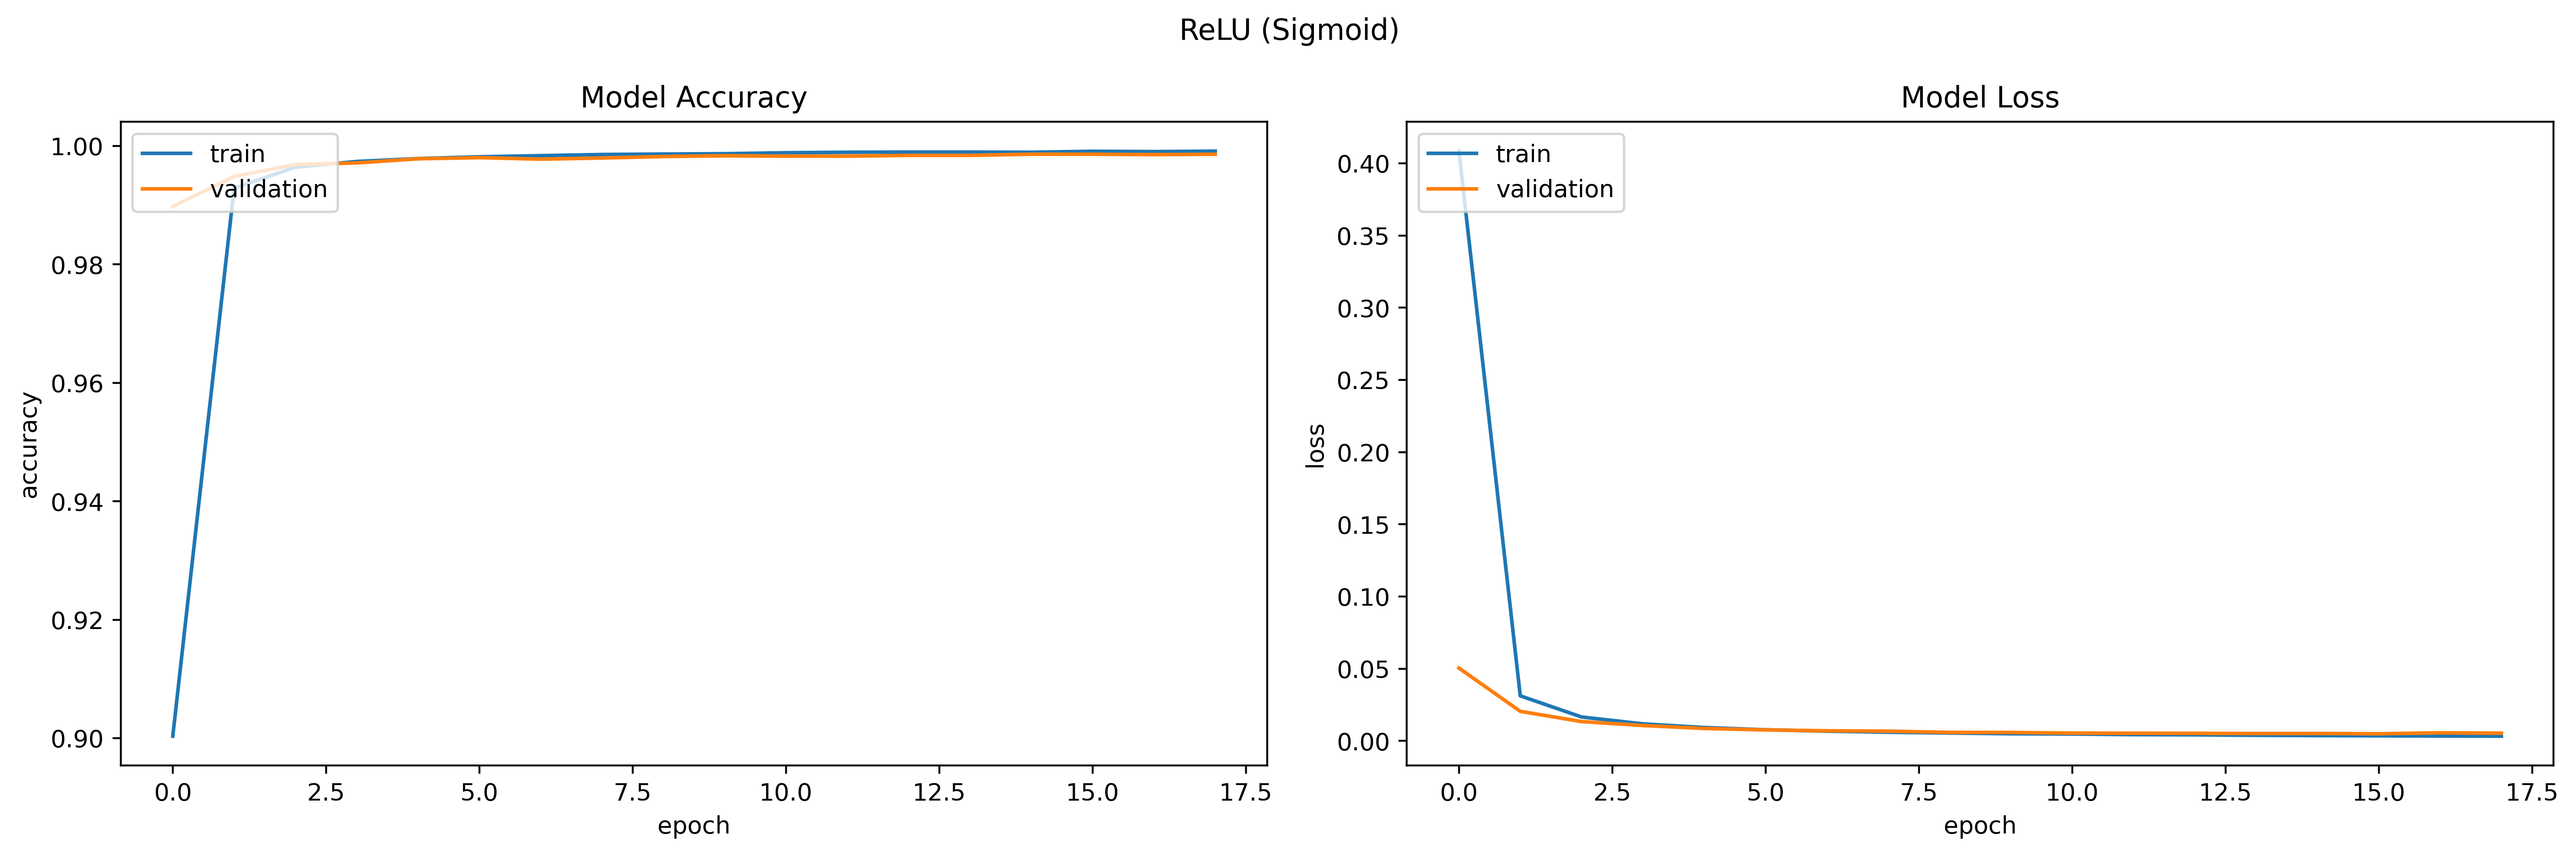 ReLU (Sigmoid)
Model Accuracy
train
validation
1.00
0.98
0.96
0.94
0.92
0.90
accuracy
0.0 2.5 5.0 7.5 10.0 12.5 15.0 17.5
epoch
Model Loss
train
validation
0.40
0.35
0.30
0.25
0.20
0.15
0.10
0.05
0.00
loss
0.0 2.5 5.0 7.5 10.0 12.5 15.0 17.5
epoch